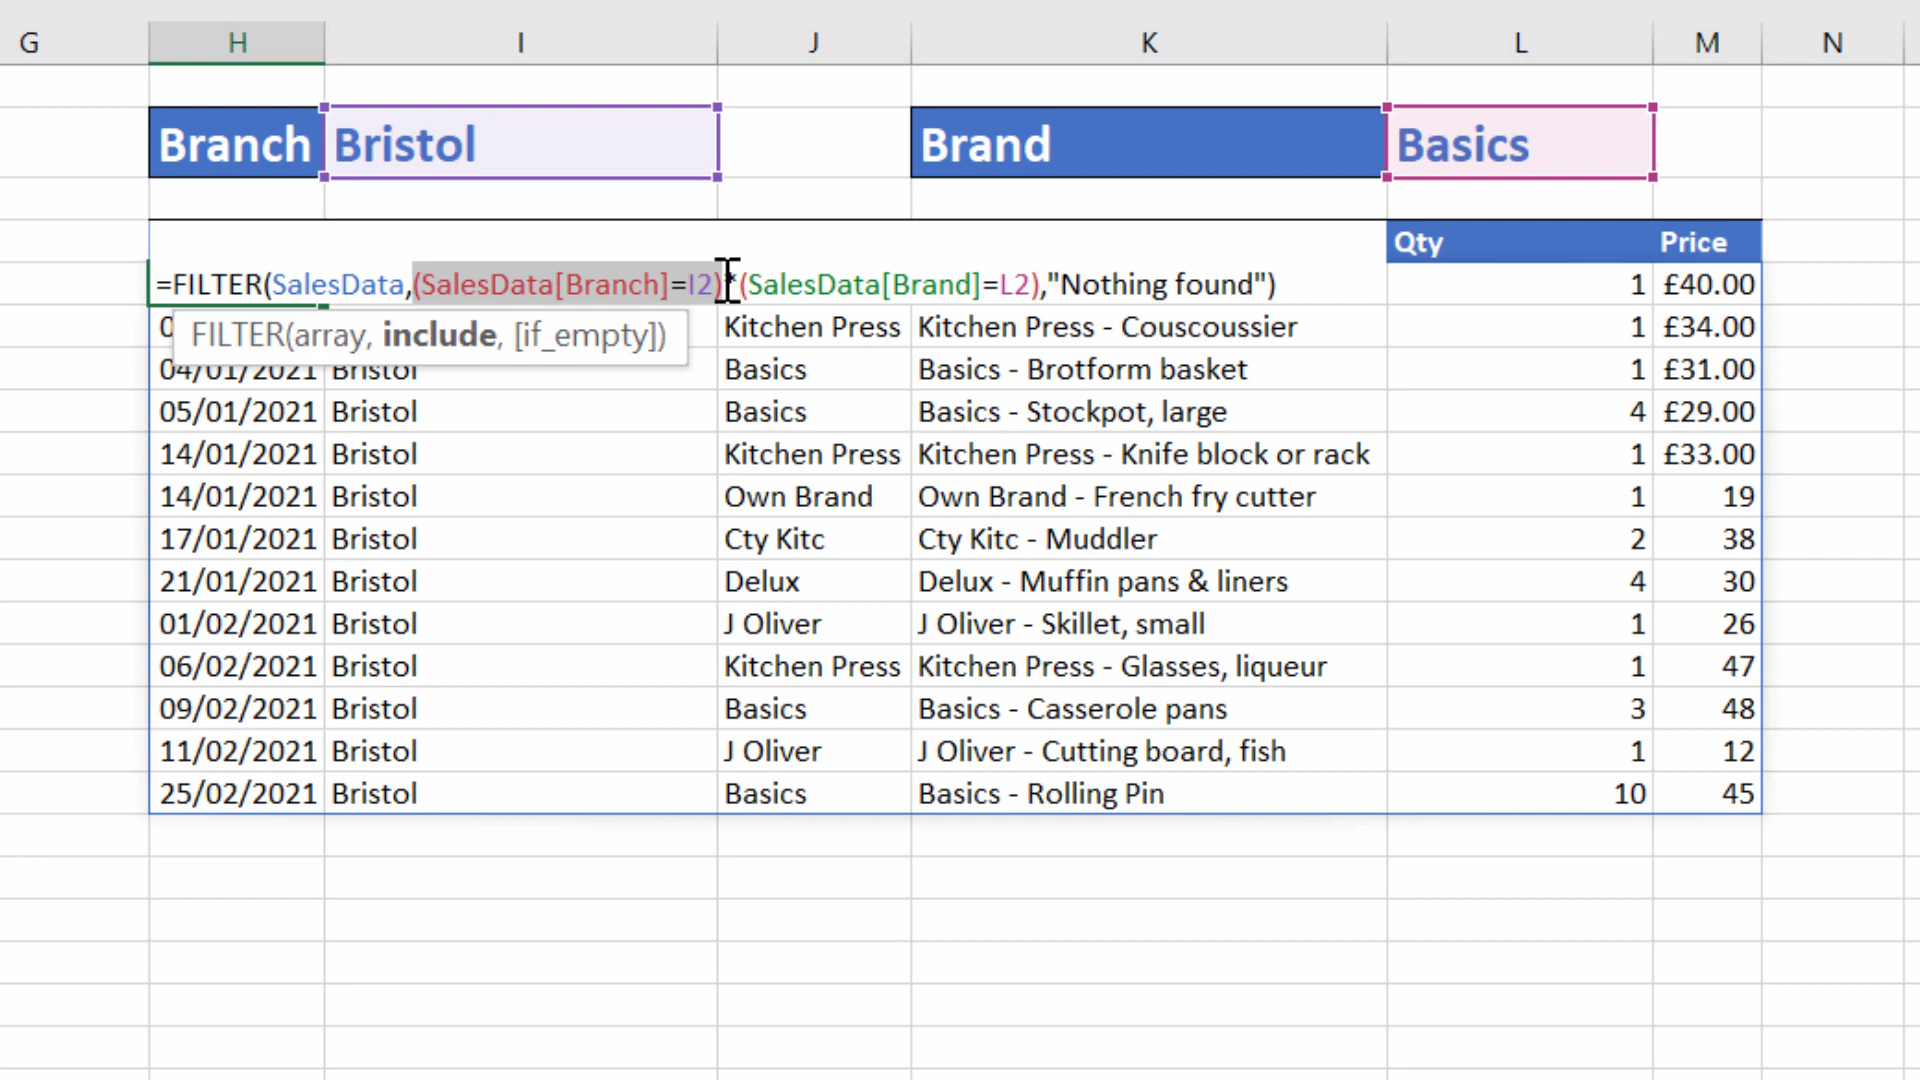 G H I J K L M N
Branch Bristol Brand Basics
Qty Price
=FILTER(SalesData,(SalesData[Branch]=I2)*(SalesData[Brand]=L2),"Nothing found") 1 £40.00
0 Kitchen Press Kitchen Press - Couscoussier 1 £34.00
FILTER(array, include, [if_empty])
04/01/2021 Bristol Basics Basics - Brotform basket 1 £31.00
05/01/2021 Bristol Basics Basics - Stockpot, large 4 £29.00
14/01/2021 Bristol Kitchen Press Kitchen Press - Knife block or rack 1 £33.00
14/01/2021 Bristol Own Brand Own Brand - French fry cutter 1 19
17/01/2021 Bristol Cty Kitc Cty Kitc - Muddler 2 38
21/01/2021 Bristol Delux Delux - Muffin pans & liners 4 30
01/02/2021 Bristol J Oliver J Oliver - Skillet, small 1 26
06/02/2021 Bristol Kitchen Press Kitchen Press - Glasses, liqueur 1 47
09/02/2021 Bristol Basics Basics - Casserole pans 3 48
11/02/2021 Bristol J Oliver J Oliver - Cutting board, fish 1 12
25/02/2021 Bristol Basics Basics - Rolling Pin 10 45